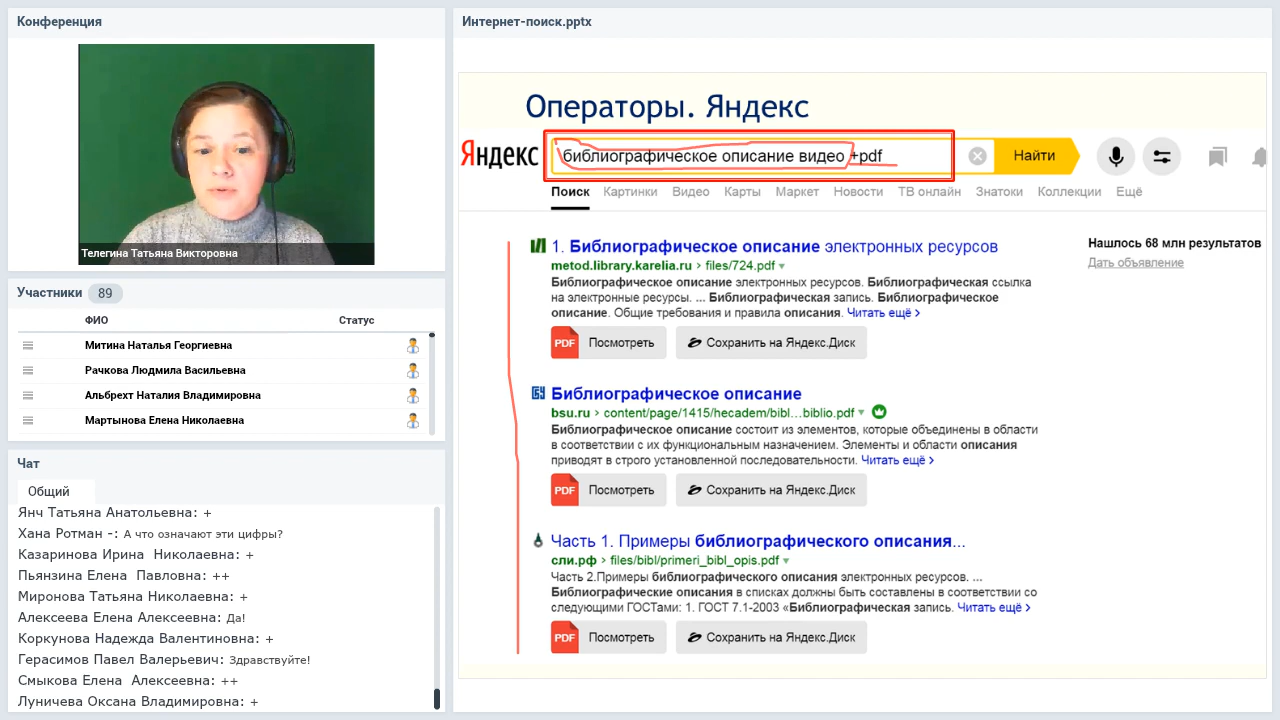 Конференция
Телегина Татьяна Викторовна
Участники 89
ФИО Статус
Митина Наталья Георгиевна
Рачкова Людмила Васильевна
Альбрехт Наталия Владимировна
Мартынова Елена Николаевна
Чат
Общий
Янч Татьяна Анатольевна: +
Хана Ротман -: А что означают эти цифры?
Казаринова Ирина Николаевна: +
Пьянзина Елена Павловна: ++
Миронова Татьяна Николаевна: +
Алексеева Елена Алексеевна: Да!
Коркунова Надежда Валентиновна: +
Герасимов Павел Валерьевич: Здравствуйте!
Смыкова Елена Алексеевна: ++
Луничева Оксана Владимировна: +
Интернет-поиск.pptx
Операторы. Яндекс
Яндекс библиографическое описание видео +pdf Найти
Поиск Картинки Видео Карты Маркет Новости ТВ онлайн Знатоки Коллекции Ещё
Нашлось 68 млн результатов
Дать объявление
1. Библиографическое описание электронных ресурсов
metod.library.karelia.ru › files/724.pdf
Библиографическое описание электронных ресурсов. Библиографическая ссылка
на электронные ресурсы. ... Библиографическая запись. Библиографическое
описание. Общие требования и правила описания. Читать ещё >
PDF Посмотреть Сохранить на Яндекс.Диск
Библиографическое описание
bsu.ru › content/page/1415/hecadem/bibl…biblio.pdf
Библиографическое описание состоит из элементов, которые объединены в области
в соответствии с их функциональным назначением. Элементы и области описания
приводят в строго установленной последовательности. Читать ещё >
PDF Посмотреть Сохранить на Яндекс.Диск
Часть 1. Примеры библиографического описания...
сли.рф › files/bibl/primeri_bibl_opis.pdf
Часть 2.Примеры библиографического описания электронных ресурсов. ...
Библиографические описания в списках должны быть составлены в соответствии со
следующими ГОСТами: 1. ГОСТ 7.1-2003 «Библиографическая запись. Читать ещё >
PDF Посмотреть Сохранить на Яндекс.Диск